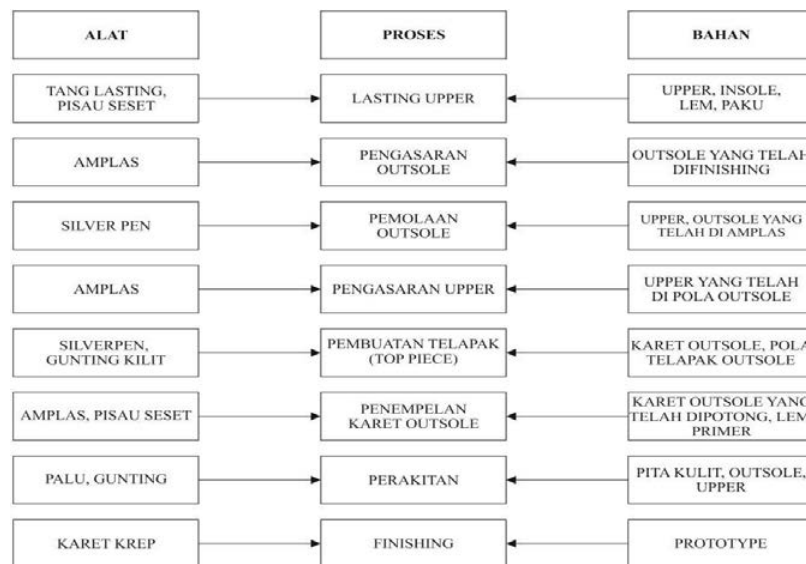 ALAT
PROSES
BAHAN
TANG LASTING,
PISAU SESET
LASTING UPPER
UPPER, INSOLE,
LEM, PAKU
AMPLAS
PENGASARAN
OUTSOLE
OUTSOLE YANG TELAH
DIFINISHING
SILVER PEN
PEMOLAAN
OUTSOLE
UPPER, OUTSOLE YANG
TELAH DI AMPLAS
AMPLAS
PENGASARAN UPPER
UPPER YANG TELAH
DI POLA OUTSOLE
SILVERPEN,
GUNTING KILIT
PEMBUATAN TELAPAK
(TOP PIECE)
KARET OUTSOLE, POLA
TELAPAK OUTSOLE
AMPLAS, PISAU SESET
PENEMPELAN
KARET OUTSOLE
KARET OUTSOLE YANG
TELAH DIPOTONG, LEM
PRIMER
PALU, GUNTING
PERAKITAN
PITA KULIT, OUTSOLE,
UPPER
KARET KREP
FINISHING
PROTOTYPE